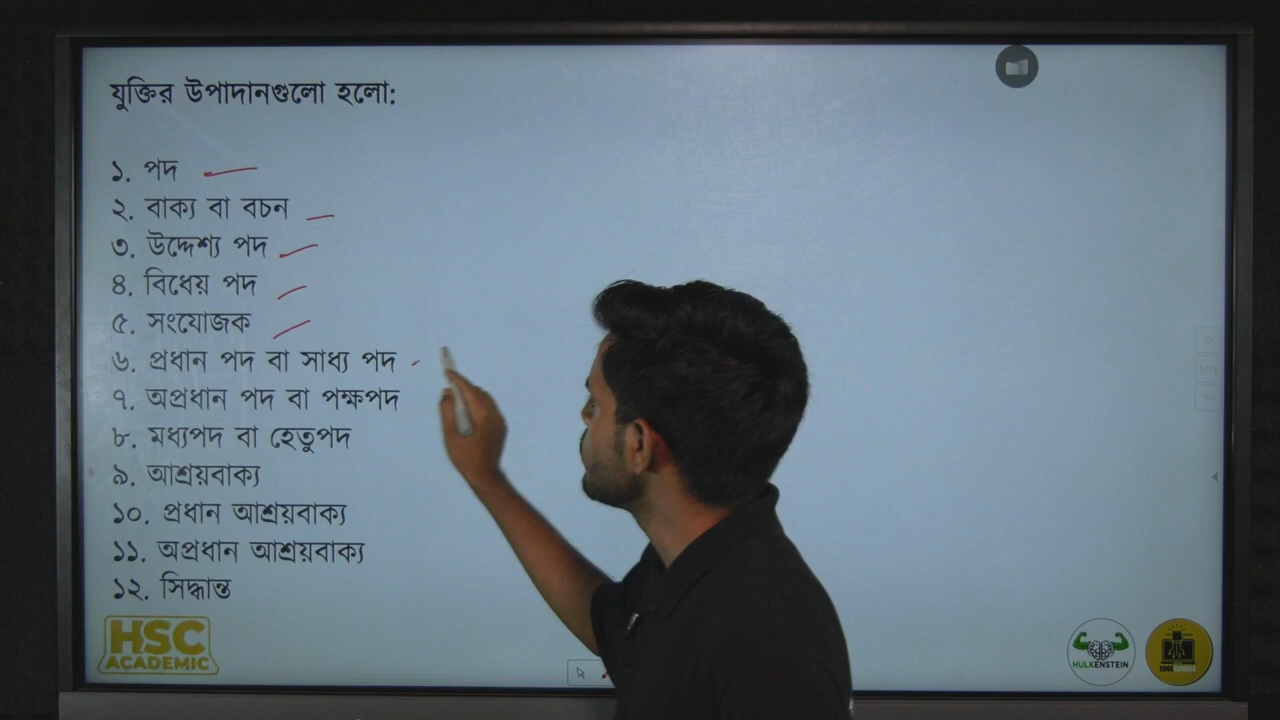 যুক্তির উপাদানগুলো হলো:
১. পদ
২. বাক্য বা বচন
৩. উদ্দেশ্য পদ
৪. বিধেয় পদ
৫. সংযোজক
৬. প্রধান পদ বা সাধ্য পদ
৭. অপ্রধান পদ বা পক্ষপদ
৮. মধ্যপদ বা হেতুপদ
৯. আশ্রয়বাক্য
১০. প্রধান আশ্রয়বাক্য
১১. অপ্রধান আশ্রয়বাক্য
১২. সিদ্ধান্ত
HSC
ACADEMIC
HULKENSTEIN